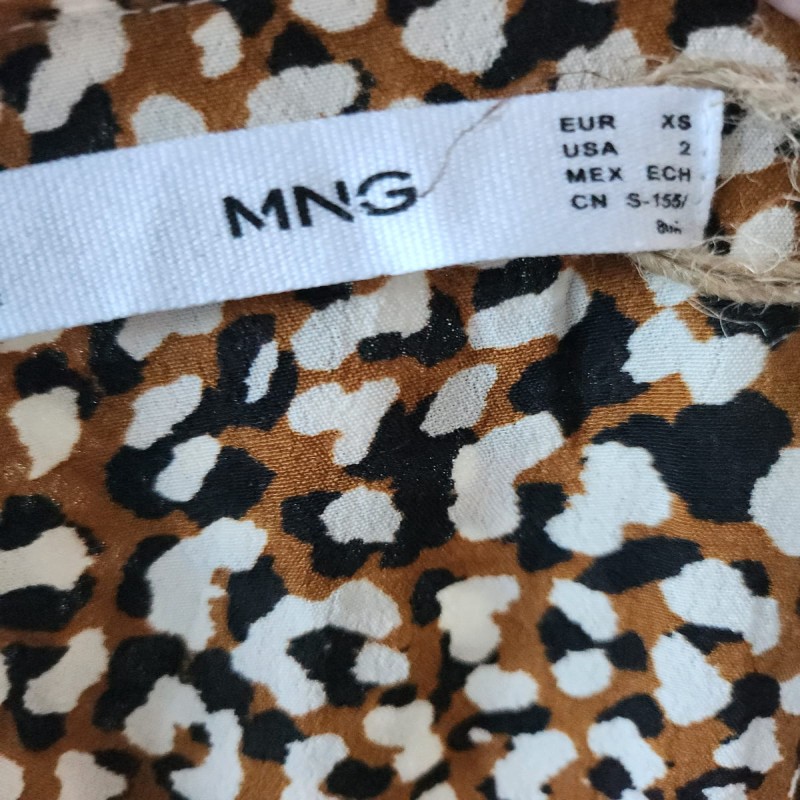 MNG
EUR XS
USA 2
MEX ECH
CN S-155/